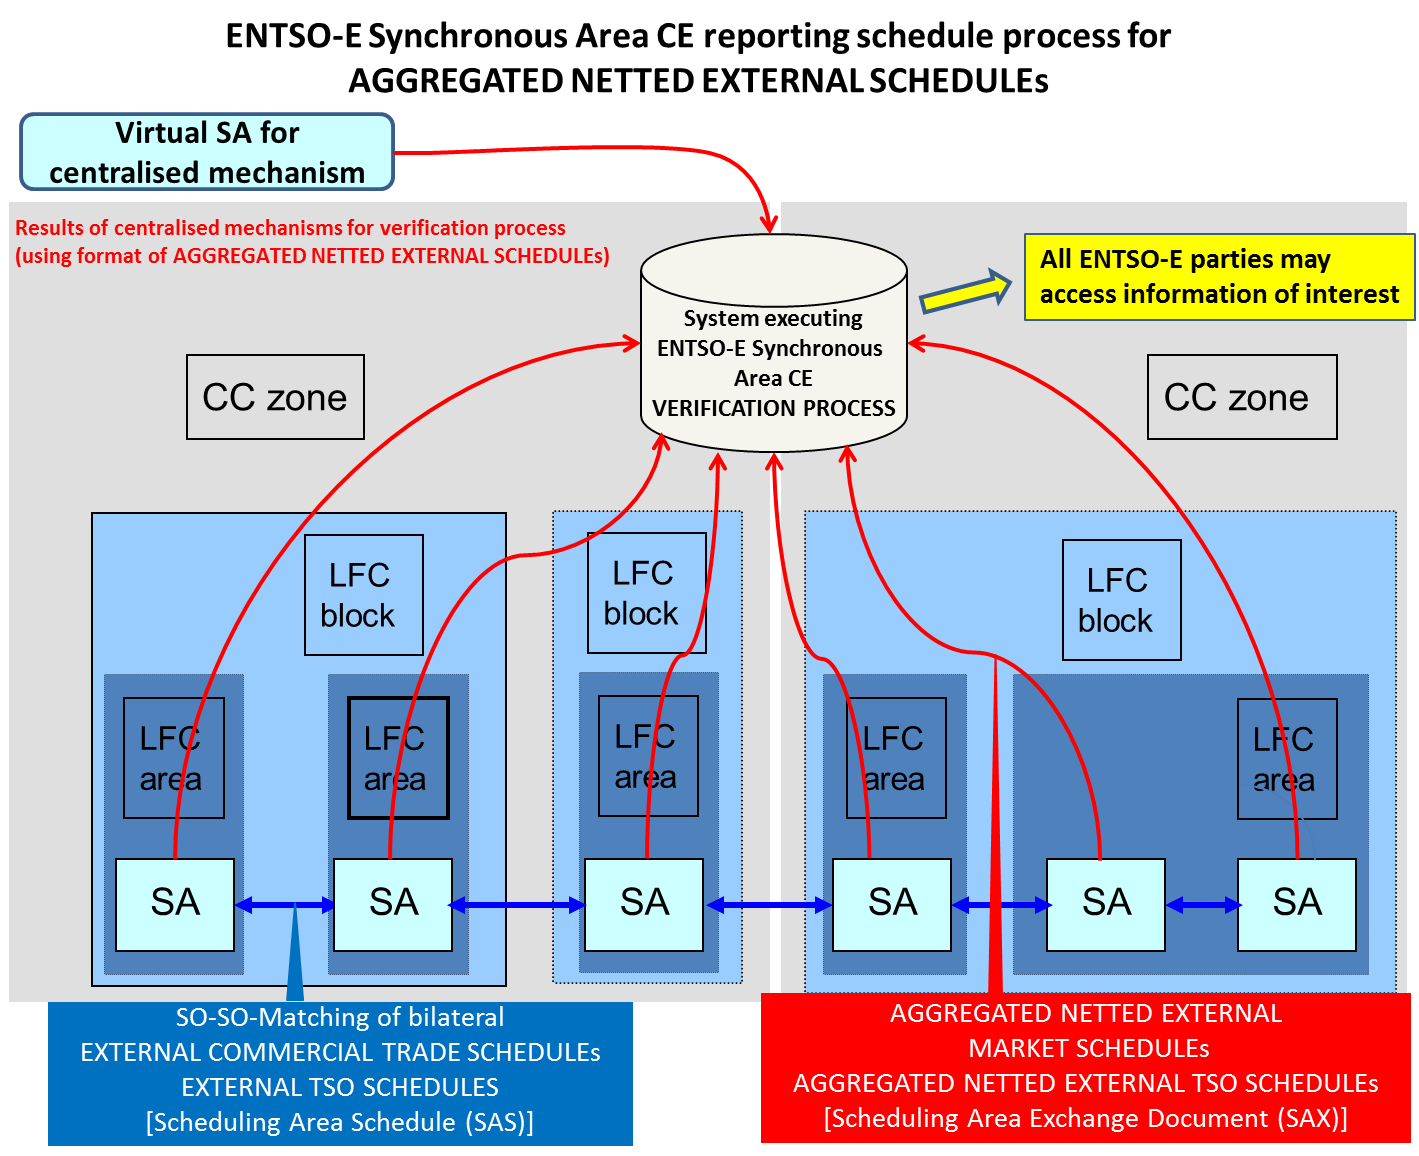 ENTSO-E Synchronous Area CE reporting schedule process for
AGGREGATED NETTED EXTERNAL SCHEDULEs
Virtual SA for
centralised mechanism
Results of centralised mechanisms for verification process
(using format of AGGREGATED NETTED EXTERNAL SCHEDULEs)
All ENTSO-E parties may
access information of interest
System executing
ENTSO-E Synchronous
Area CE
VERIFICATION PROCESS
CC zone
CC zone
LFC
block
LFC
block
LFC
block
LFC
area
LFC
area
LFC
area
LFC
area
LFC
area
SA
SA
SA
SA
SA
SA
SO-SO-Matching of bilateral
EXTERNAL COMMERCIAL TRADE SCHEDULEs
EXTERNAL TSO SCHEDULES
[Scheduling Area Schedule (SAS)]
AGGREGATED NETTED EXTERNAL
MARKET SCHEDULEs
AGGREGATED NETTED EXTERNAL TSO SCHEDULEs
[Scheduling Area Exchange Document (SAX)]